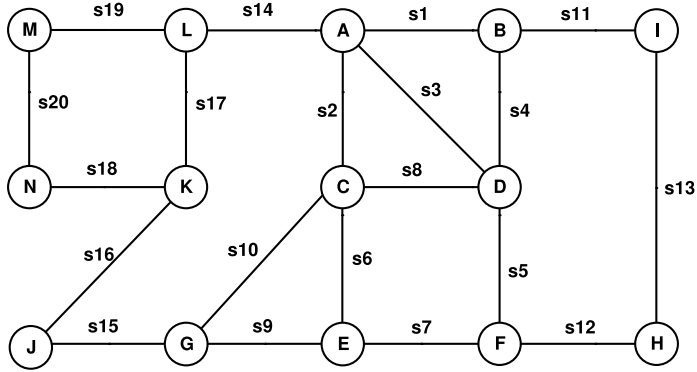 s19 s14 s1 s11
M L A B I
s20 s17 s2 s3 s4
s18 s8
N K C D s13
s16 s10 s6 s5
s15 s9 s7 s12
J G E F H